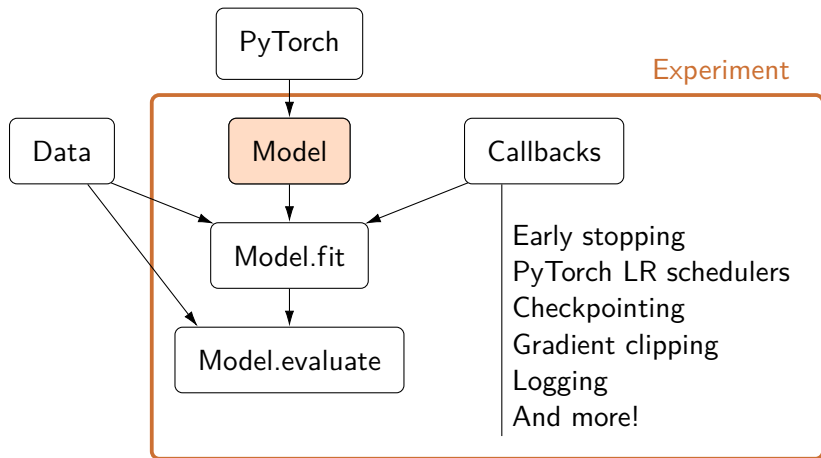 PyTorch
Experiment
Data
Model
Callbacks
Model.fit
Model.evaluate
Early stopping
PyTorch LR schedulers
Checkpointing
Gradient clipping
Logging
And more!